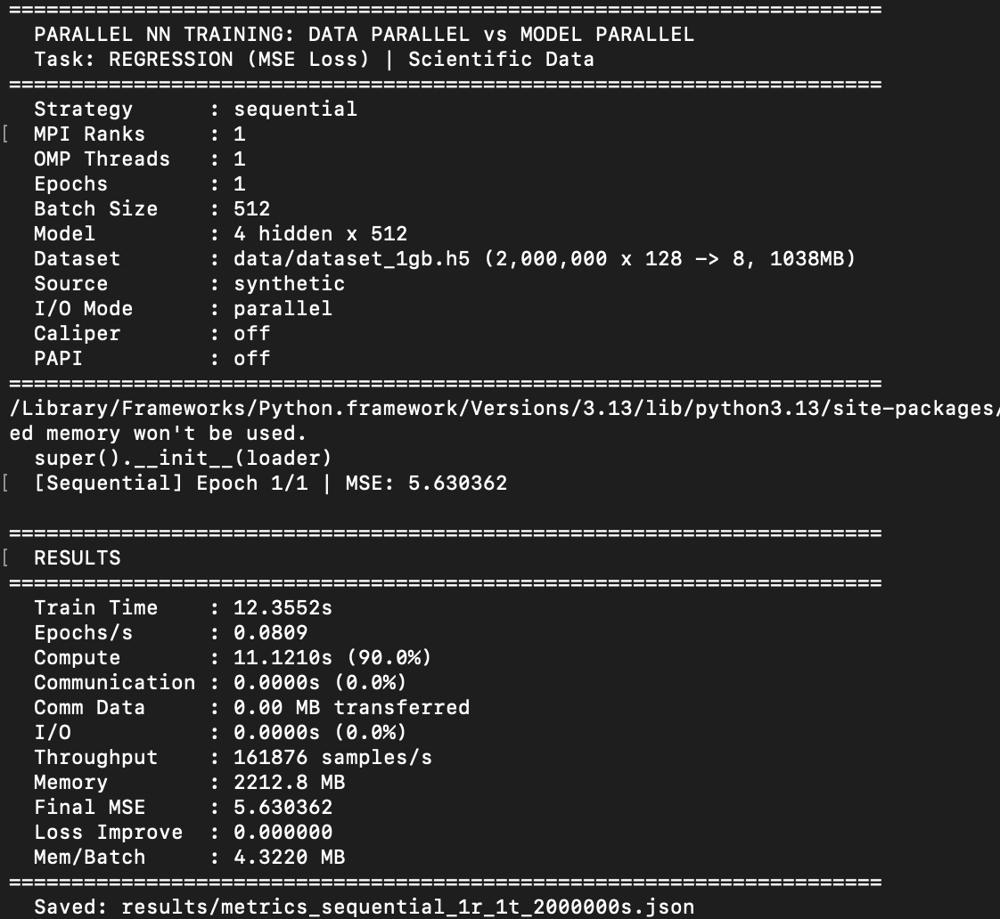 ======================================================================
PARALLEL NN TRAINING: DATA PARALLEL vs MODEL PARALLEL
Task: REGRESSION (MSE Loss) | Scientific Data
======================================================================
Strategy      : sequential
[ MPI Ranks     : 1
OMP Threads   : 1
Epochs        : 1
Batch Size    : 512
Model         : 4 hidden x 512
Dataset       : data/dataset_1gb.h5 (2,000,000 x 128 -> 8, 1038MB)
Source        : synthetic
I/O Mode      : parallel
Caliper       : off
PAPI          : off
======================================================================
/Library/Frameworks/Python.framework/Versions/3.13/lib/python3.13/site-packages/
ed memory won't be used.
super().__init__(loader)
[ [Sequential] Epoch 1/1 | MSE: 5.630362
======================================================================
[ RESULTS
======================================================================
Train Time    : 12.3552s
Epochs/s      : 0.0809
Compute       : 11.1210s (90.0%)
Communication : 0.0000s (0.0%)
Comm Data     : 0.00 MB transferred
I/O           : 0.0000s (0.0%)
Throughput    : 161876 samples/s
Memory        : 2212.8 MB
Final MSE     : 5.630362
Loss Improve  : 0.000000
Mem/Batch     : 4.3220 MB
======================================================================
Saved: results/metrics_sequential_1r_1t_2000000s.json